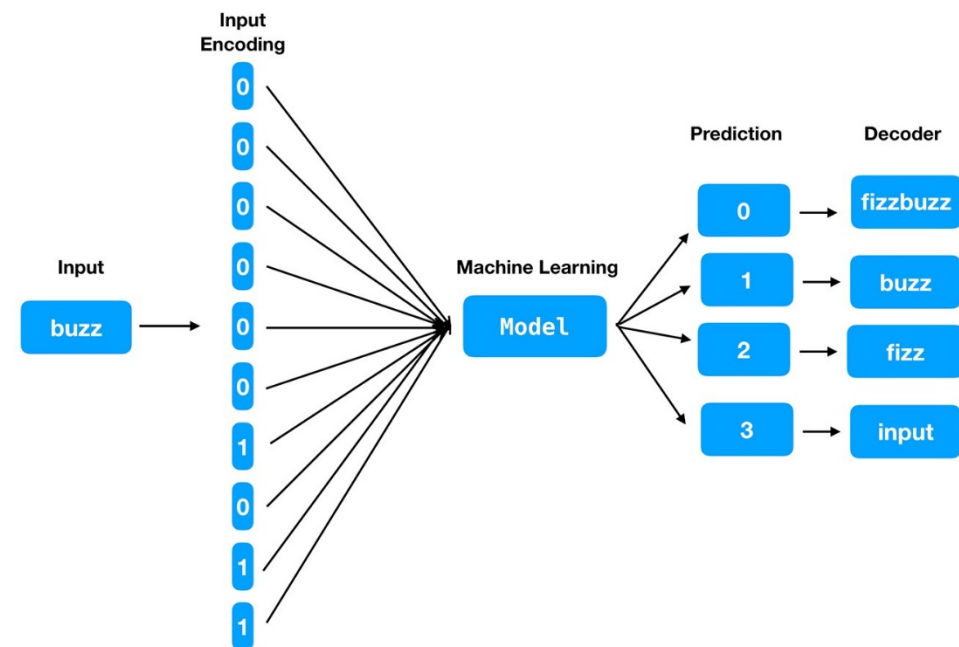 Input
Encoding
0
0
0
0
0
0
1
0
1
1
Input
buzz
Machine Learning
Model
Prediction
0
1
2
3
Decoder
fizzbuzz
buzz
fizz
input